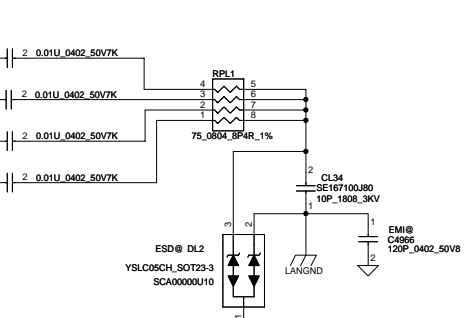 2 0.01U_0402_50V7K
RPL1
4 5
2 0.01U_0402_50V7K
3 6
2 7
1 8
2 0.01U_0402_50V7K
75_0804_8P4R_1%
2 0.01U_0402_50V7K
2
CL34
SE167100J80
10P_1808_3KV
1
3 2
1
EMI@
C4966
120P_0402_50V8
2
ESD@ DL2
YSLC05CH_SOT23-3
SCA00000U10
LANGND
1